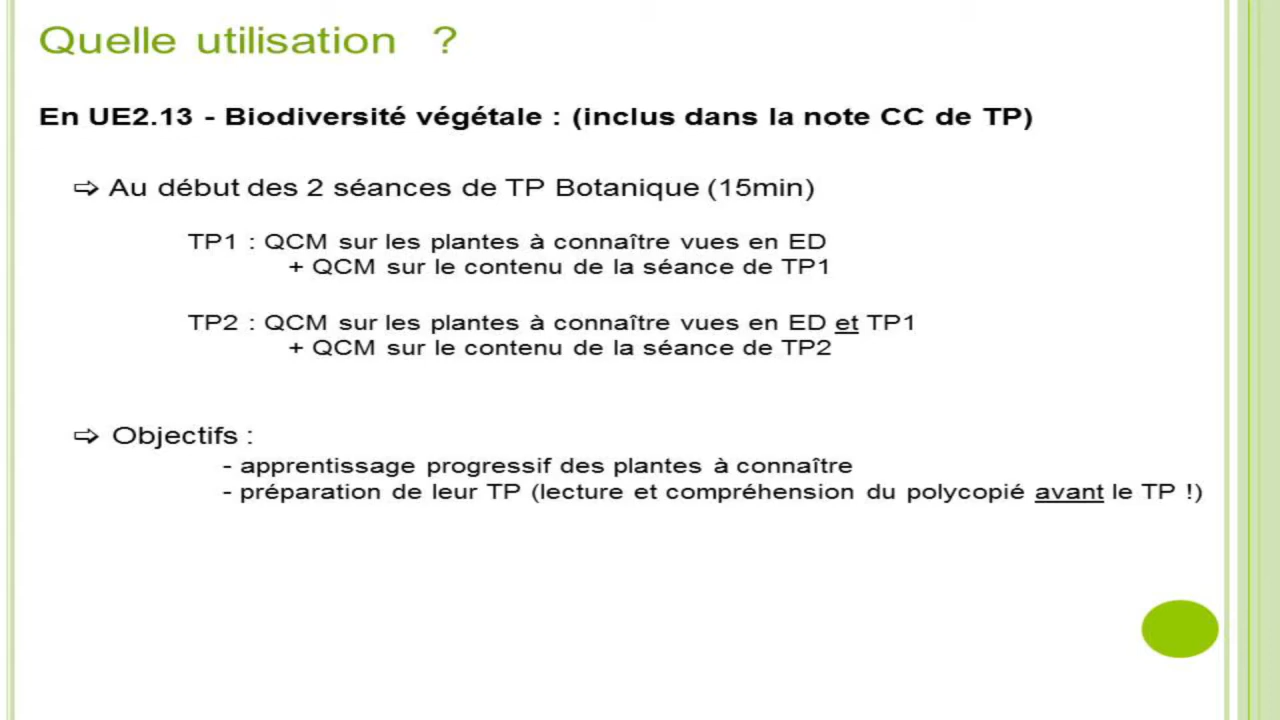 Quelle utilisation ?
En UE2.13 - Biodiversité végétale : (inclus dans la note CC de TP)
⇨ Au début des 2 séances de TP Botanique (15min)
TP1 : QCM sur les plantes à connaître vues en ED
+ QCM sur le contenu de la séance de TP1
TP2 : QCM sur les plantes à connaître vues en ED et TP1
+ QCM sur le contenu de la séance de TP2
⇨ Objectifs :
- apprentissage progressif des plantes à connaître
- préparation de leur TP (lecture et compréhension du polycopié avant le TP !)